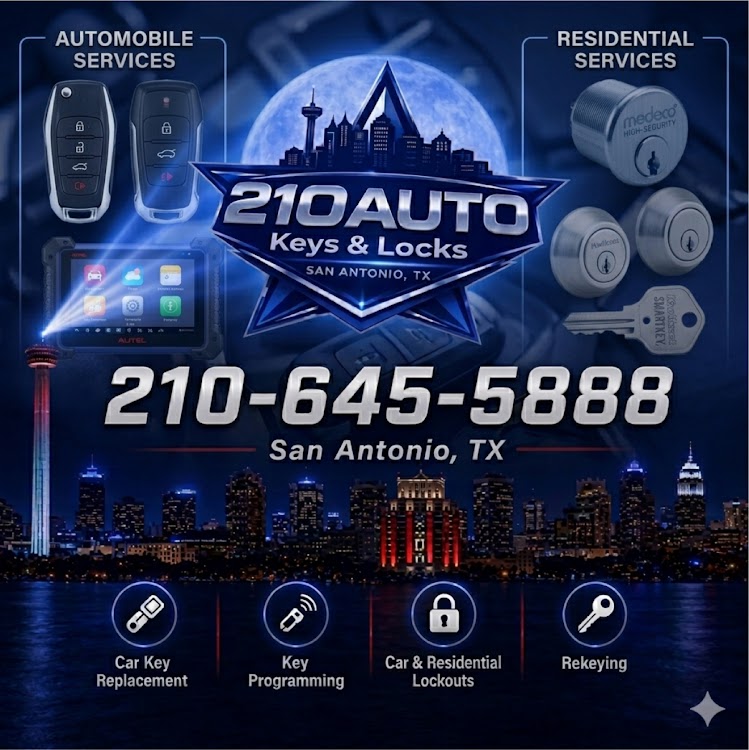 AUTOMOBILE
SERVICES
RESIDENTIAL
SERVICES
medeco
HIGH-SECURITY
210AUTO
Keys & Locks
SAN ANTONIO, TX
SMARTKEY
AUTEL
210-645-5888
San Antonio, TX
Car Key
Replacement
Key
Programming
Car & Residential
Lockouts
Rekeying